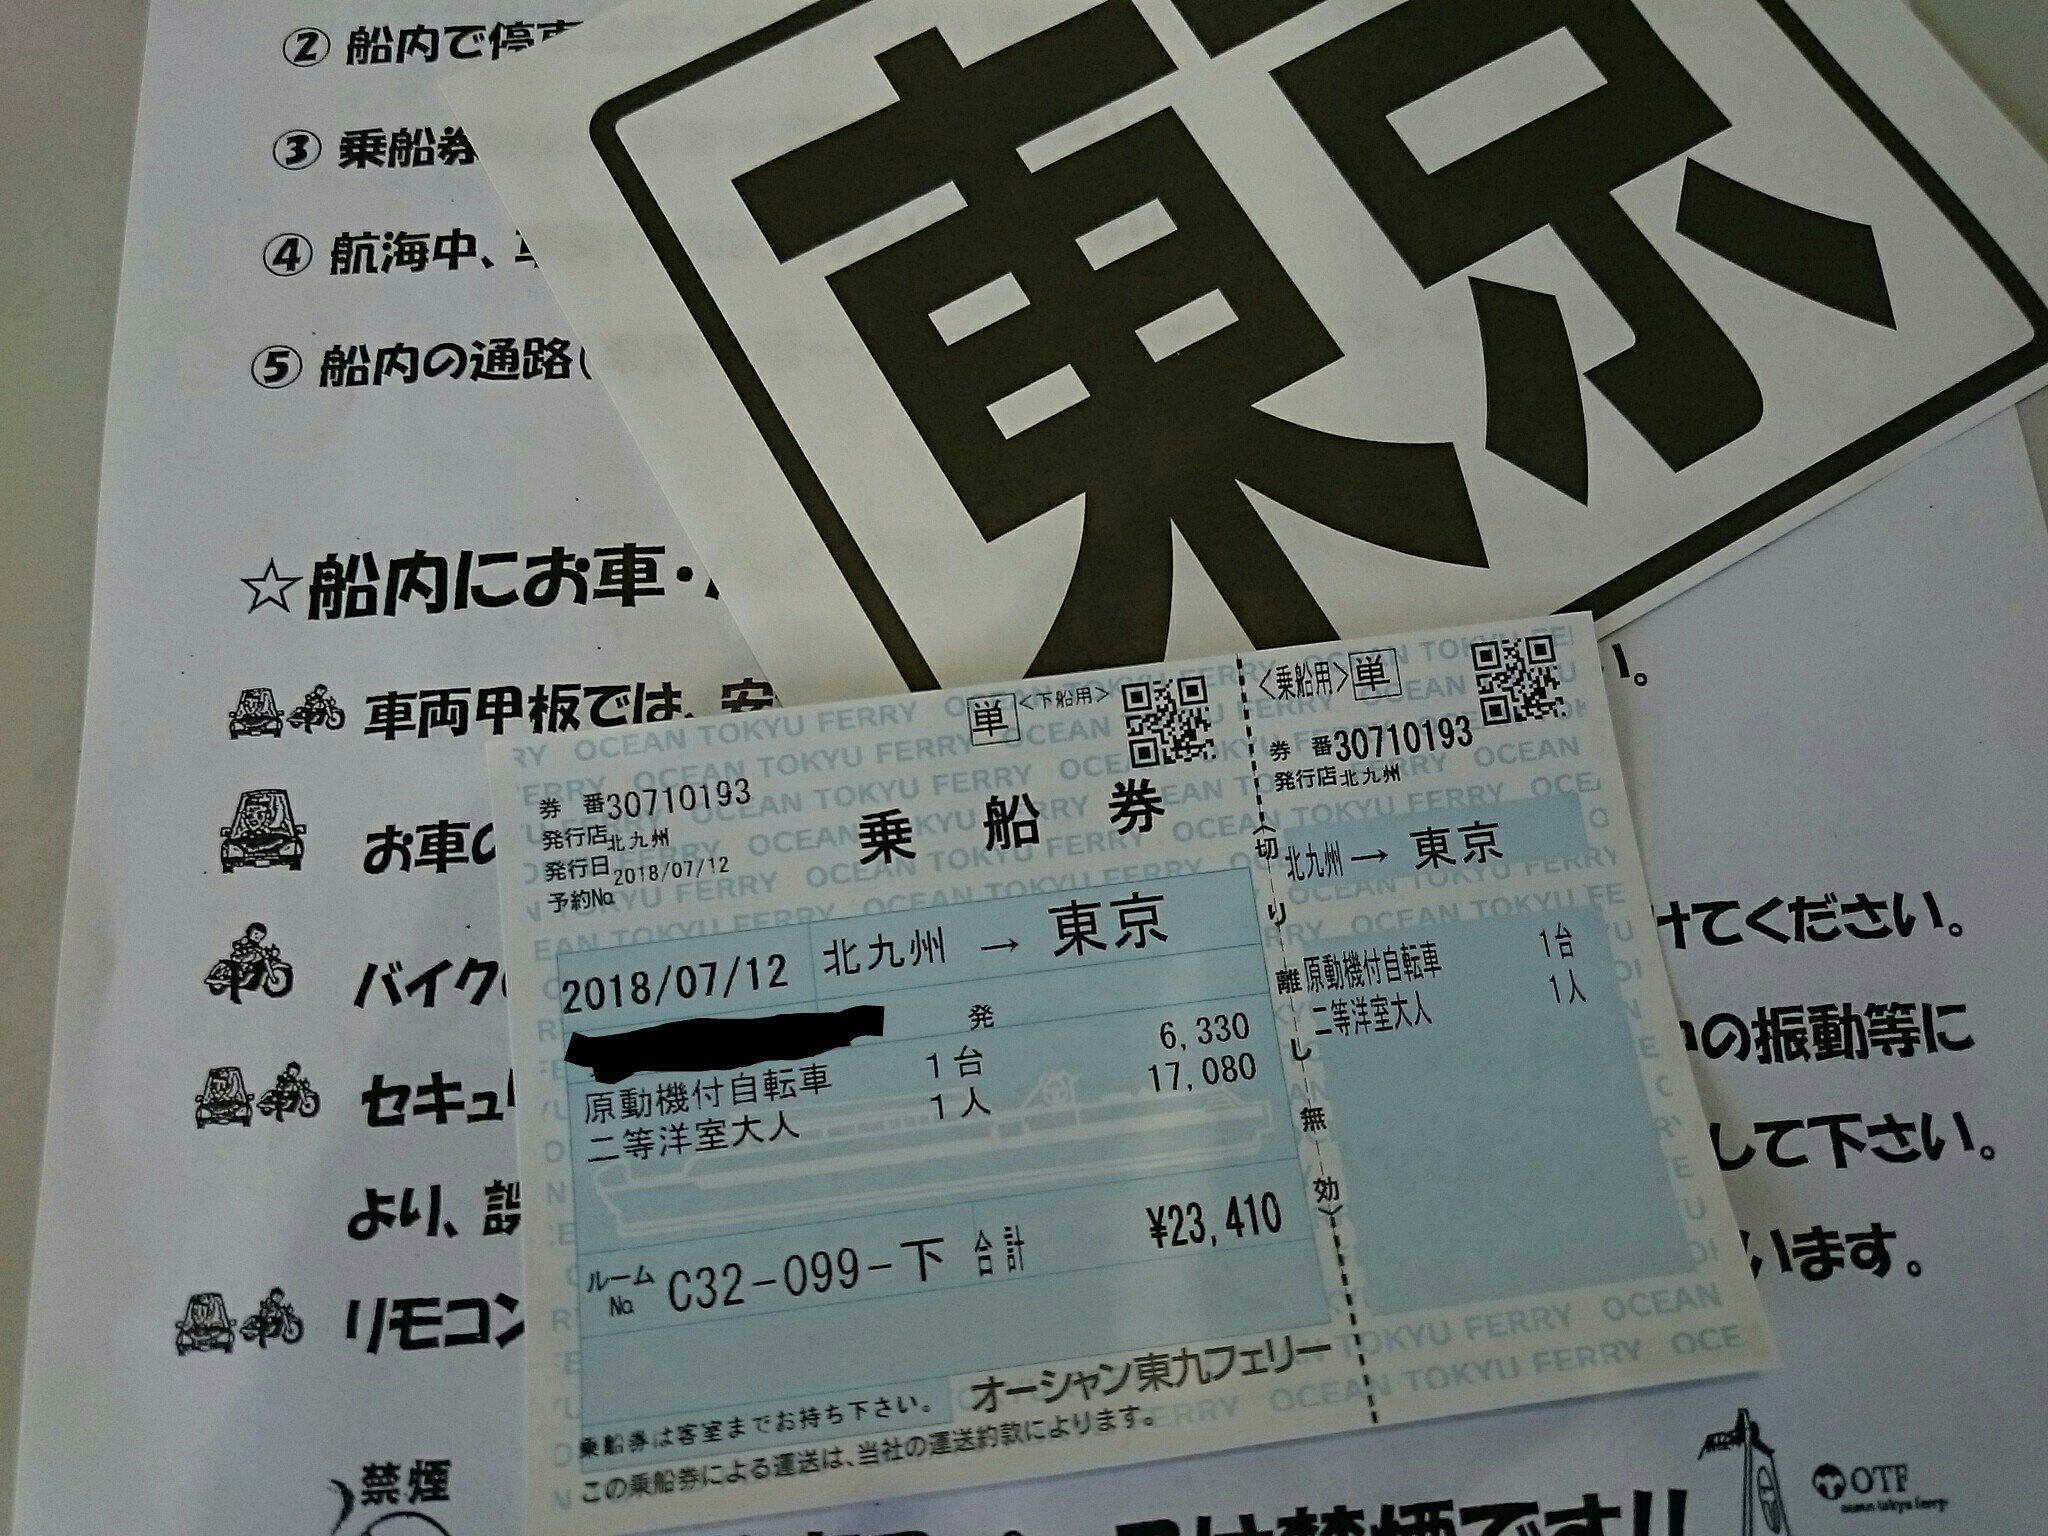 ② 船内で停車
③ 乗船券
④ 航海中、車
⑤ 船内の通路(
東京
☆船内にお車・
車両甲板では、安
お車の
バイク
セキュ
より、
リモコン
い。
けてください。
の振動等に
して下さい。
います。
単 <下船用>
券 番30710193
発行店北九州
発行日2018/07/12
予約No.
乗船券
2018/07/12 北九州 → 東京
発
原動機付自転車 1台 6,330
二等洋室大人 1人 17,080
ルームNo. C32-099-下 合計 ¥23,410
オーシャン東九フェリー
乗船券は客室までお持ち下さい。
この乗船券による運送は、当社の運送約款によります。
<切り離し無効>
<乗船用> 単
券 番30710193
発行店北九州
北九州 → 東京
原動機付自転車 1台
二等洋室大人 1人
OCEAN TOKYU FERRY
禁煙
は禁煙です!!
OTF
ocean tokyu ferry